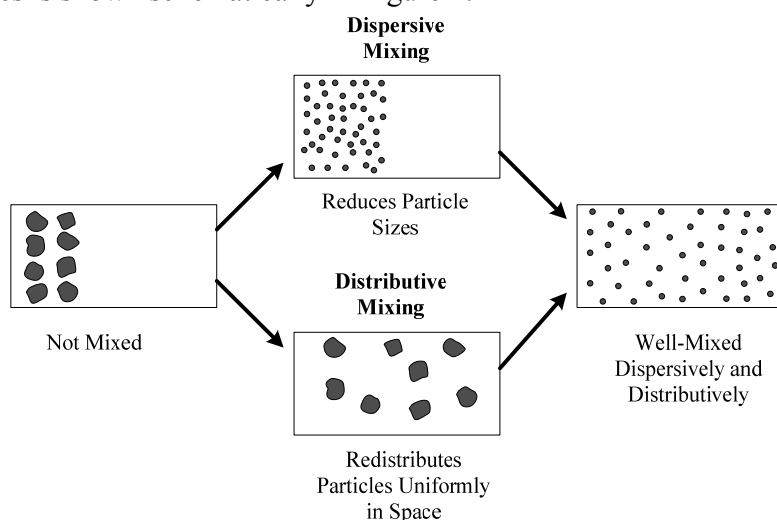 Dispersive
Mixing
Reduces Particle
Sizes
Not Mixed
Distributive
Mixing
Well-Mixed
Dispersively and
Distributively
Redistributes
Particles Uniformly
in Space